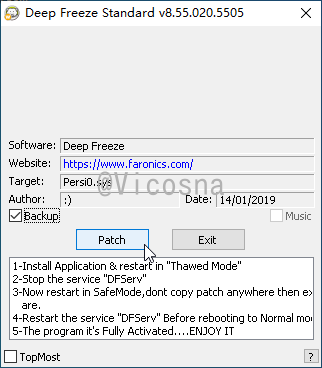 Deep Freeze Standard v8.55.020.5505
Software: Deep Freeze
Website: https://www.faronics.com/
Target: Persi0.sys
@Vicosna
Author: :) Date: 14/01/2019
Backup Music
Patch Exit
1-Install Application & restart in "Thawed Mode"
2-Stop the service "DFServ"
3-Now restart in SafeMode,dont copy patch anywhere then ex
are.
4-Restart the service "DFServ" Before rebooting to Normal mod
5-The program it's Fully Activated....ENJOY IT
TopMost ?